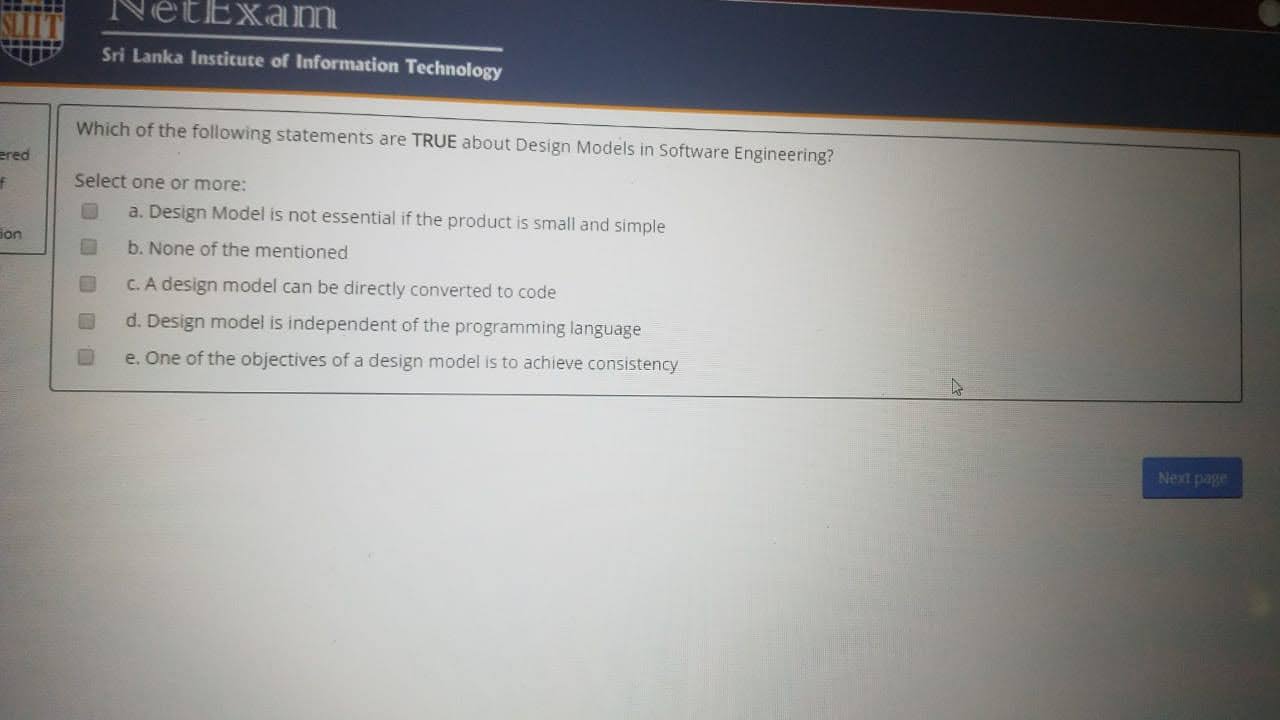 SLIIT
NetExam
Sri Lanka Institute of Information Technology
ered
f
ion
Which of the following statements are TRUE about Design Models in Software Engineering?
Select one or more:
a. Design Model is not essential if the product is small and simple
b. None of the mentioned
c. A design model can be directly converted to code
d. Design model is independent of the programming language
e. One of the objectives of a design model is to achieve consistency
Next page